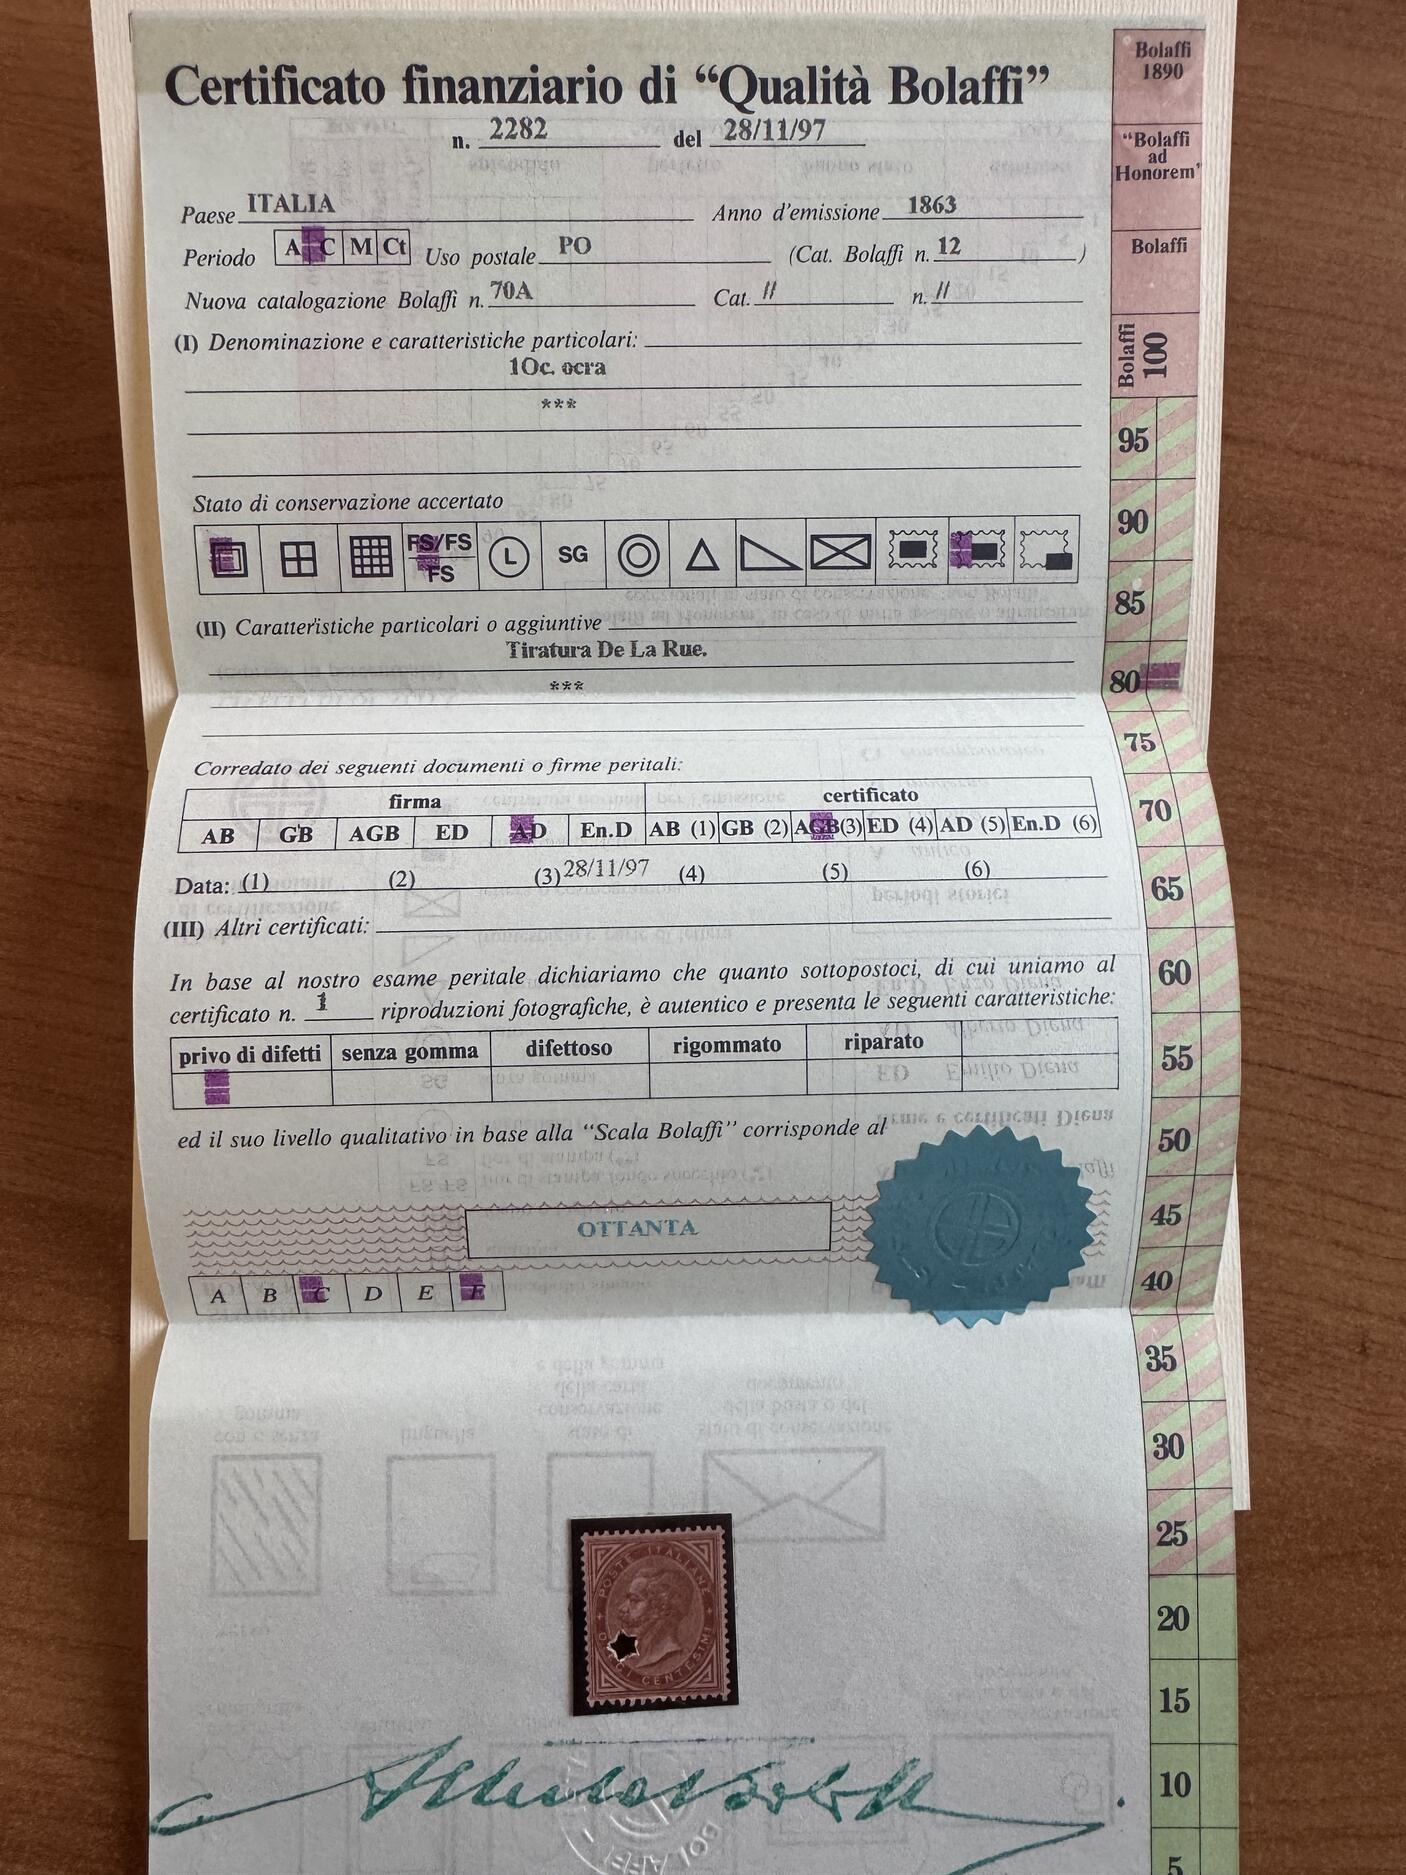 Certificato finanziario di “Qualità Bolaffi”
n. 2282 del 28/11/97
Paese ITALIA Anno d'emissione 1863
Periodo A C M Ct Uso postale PO (Cat. Bolaffi n. 12 )
Nuova catalogazione Bolaffi n. 70A Cat. // n. //
(I) Denominazione e caratteristiche particolari:
10c. ocra
***
Stato di conservazione accertato
FS/FS
FS
L
SG
(II) Caratteristiche particolari o aggiuntive
Tiratura De La Rue.
***
Corredato dei seguenti documenti o firme peritali:
firma certificato
AB GB AGB ED AD En.D AB (1) GB (2) AGB (3) ED (4) AD (5) En.D (6)
Data: (1) (2) (3) 28/11/97 (4) (5) (6)
(III) Altri certificati:
In base al nostro esame peritale dichiariamo che quanto sottopostoci, di cui uniamo al
certificato n. 1 riproduzioni fotografiche, è autentico e presenta le seguenti caratteristiche:
privo di difetti senza gomma difettoso rigommato riparato
ed il suo livello qualitativo in base alla “Scala Bolaffi” corrisponde al
OTTANTA
A B C D E F
POSTE ITALIANE
CENTESIMI
Bolaffi
1890
“Bolaffi
ad
Honorem”
Bolaffi
Bolaffi
100
95
90
85
80
75
70
65
60
55
50
45
40
35
30
25
20
15
10
5